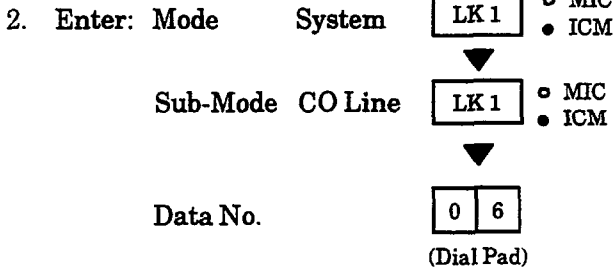 2. Enter: Mode System LK 1 MIC
ICM
Sub-Mode CO Line LK 1 MIC
ICM
Data No. 0 6
(Dial Pad)